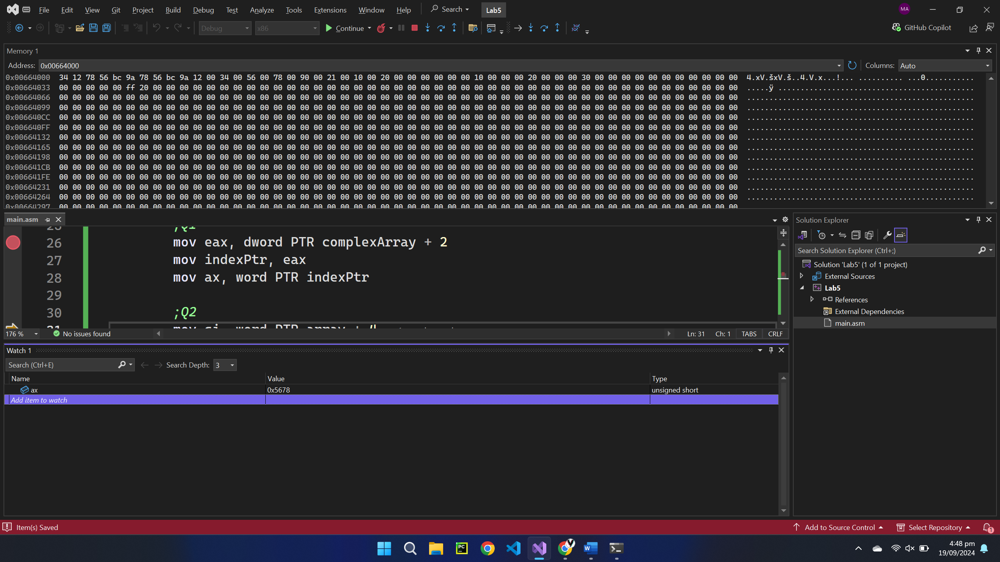 File Edit View Git Project Build Debug Test Analyze Tools Extensions Window Help Search Lab5 MA
Debug x86 Continue GitHub Copilot
Memory 1
Address: 0x00664000 Columns: Auto
0x00664000 34 12 78 56 bc 9a 78 56 bc 9a 12 00 34 00 56 00 78 00 90 00 21 00 10 00 20 00 00 00 00 00 00 10 00 00 00 20 00 00 00 30 00 00 00 00 00 00 00 00 00 00 00 4.xV.šxV.š..4.V.x...!... .......... ...0...........
0x00664033 00 00 00 00 00 ff 20 00 00 00 00 00 00 00 00 00 00 00 00 00 00 00 00 00 00 00 00 00 00 00 00 00 00 00 00 00 00 00 00 00 00 00 00 00 00 00 00 00 00 00 00 .....ÿ ............................................
0x00664066 00 00 00 00 00 00 00 00 00 00 00 00 00 00 00 00 00 00 00 00 00 00 00 00 00 00 00 00 00 00 00 00 00 00 00 00 00 00 00 00 00 00 00 00 00 00 00 00 00 00 00 ...................................................
0x00664099 00 00 00 00 00 00 00 00 00 00 00 00 00 00 00 00 00 00 00 00 00 00 00 00 00 00 00 00 00 00 00 00 00 00 00 00 00 00 00 00 00 00 00 00 00 00 00 00 00 00 00 ...................................................
0x006640CC 00 00 00 00 00 00 00 00 00 00 00 00 00 00 00 00 00 00 00 00 00 00 00 00 00 00 00 00 00 00 00 00 00 00 00 00 00 00 00 00 00 00 00 00 00 00 00 00 00 00 00 ...................................................
0x006640FF 00 00 00 00 00 00 00 00 00 00 00 00 00 00 00 00 00 00 00 00 00 00 00 00 00 00 00 00 00 00 00 00 00 00 00 00 00 00 00 00 00 00 00 00 00 00 00 00 00 00 00 ...................................................
0x00664132 00 00 00 00 00 00 00 00 00 00 00 00 00 00 00 00 00 00 00 00 00 00 00 00 00 00 00 00 00 00 00 00 00 00 00 00 00 00 00 00 00 00 00 00 00 00 00 00 00 00 00 ...................................................
0x00664165 00 00 00 00 00 00 00 00 00 00 00 00 00 00 00 00 00 00 00 00 00 00 00 00 00 00 00 00 00 00 00 00 00 00 00 00 00 00 00 00 00 00 00 00 00 00 00 00 00 00 00 ...................................................
0x00664198 00 00 00 00 00 00 00 00 00 00 00 00 00 00 00 00 00 00 00 00 00 00 00 00 00 00 00 00 00 00 00 00 00 00 00 00 00 00 00 00 00 00 00 00 00 00 00 00 00 00 00 ...................................................
0x006641CB 00 00 00 00 00 00 00 00 00 00 00 00 00 00 00 00 00 00 00 00 00 00 00 00 00 00 00 00 00 00 00 00 00 00 00 00 00 00 00 00 00 00 00 00 00 00 00 00 00 00 00 ...................................................
0x006641FE 00 00 00 00 00 00 00 00 00 00 00 00 00 00 00 00 00 00 00 00 00 00 00 00 00 00 00 00 00 00 00 00 00 00 00 00 00 00 00 00 00 00 00 00 00 00 00 00 00 00 00 ...................................................
0x00664231 00 00 00 00 00 00 00 00 00 00 00 00 00 00 00 00 00 00 00 00 00 00 00 00 00 00 00 00 00 00 00 00 00 00 00 00 00 00 00 00 00 00 00 00 00 00 00 00 00 00 00 ...................................................
0x00664264 00 00 00 00 00 00 00 00 00 00 00 00 00 00 00 00 00 00 00 00 00 00 00 00 00 00 00 00 00 00 00 00 00 00 00 00 00 00 00 00 00 00 00 00 00 00 00 00 00 00 00 ...................................................
0x00664297 00 00 00 00 00 00 00 00 00 00 00 00 00 00 00 00 00 00 00 00 00 00 00 00 00 00 00 00 00 00 00 00 00 00 00 00 00 00 00 00 00 00 00 00 00 00 00 00 00 00 00
main.asm
;Q1
26 mov eax, dword PTR complexArray + 2
27 mov indexPtr, eax
28 mov ax, word PTR indexPtr
29
30 ;Q2
31 mov si, word PTR array +
176 % No issues found Ln: 31 Ch: 1 TABS CRLF
Solution Explorer
Search Solution Explorer (Ctrl+;)
Solution 'Lab5' (1 of 1 project)
External Sources
Lab5
References
External Dependencies
main.asm
Watch 1
Search (Ctrl+E) Search Depth: 3
Name Value Type
ax 0x5678 unsigned short
Add item to watch
Item(s) Saved Add to Source Control Select Repository 1
PC W
4:48 pm
19/09/2024